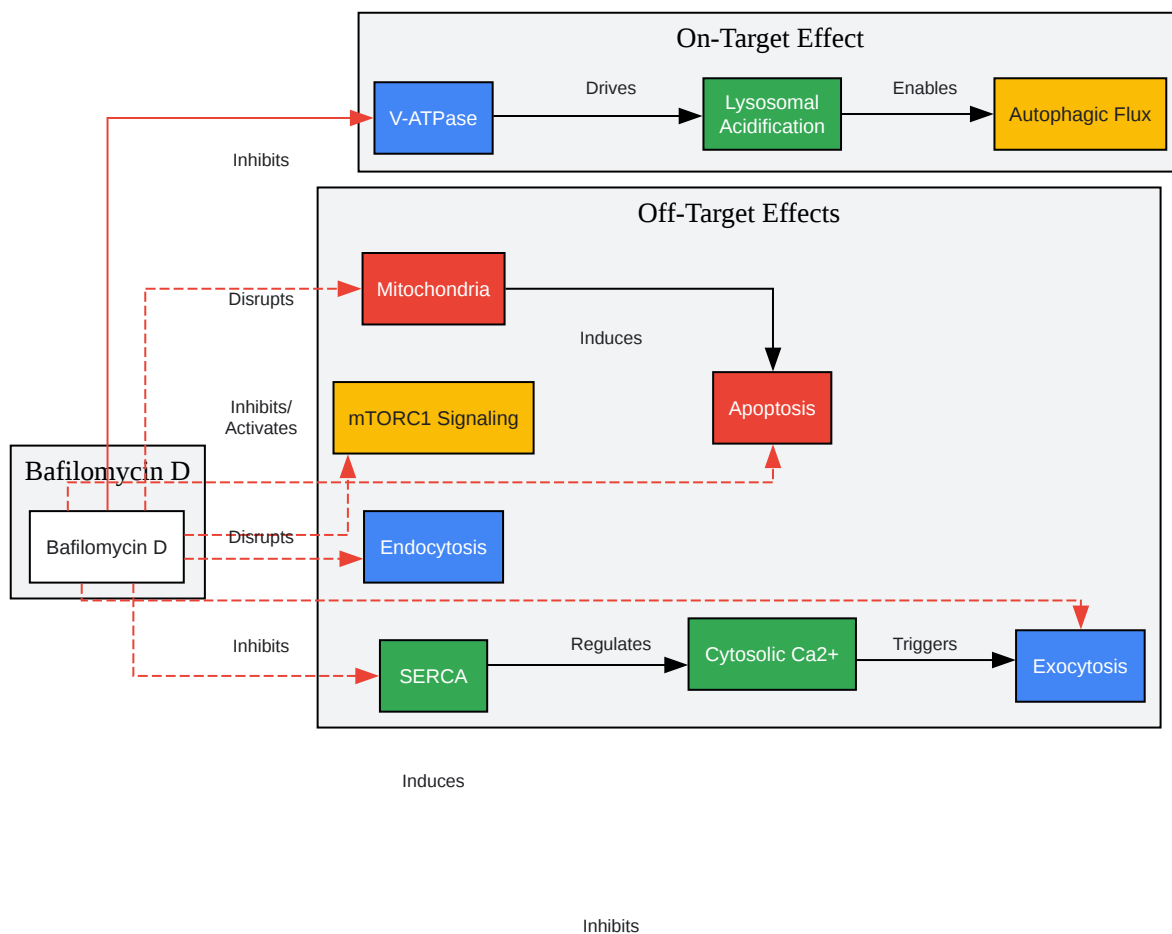 On-Target Effect
V-ATPase
Drives
Lysosomal
Acidification
Enables
Autophagic Flux
Inhibits
Off-Target Effects
Disrupts
Mitochondria
Induces
Inhibits/
Activates
mTORC1 Signaling
Apoptosis
Bafilomycin D
Bafilomycin D
Disrupts
Endocytosis
Inhibits
SERCA
Regulates
Cytosolic Ca2+
Triggers
Exocytosis
Induces
Inhibits